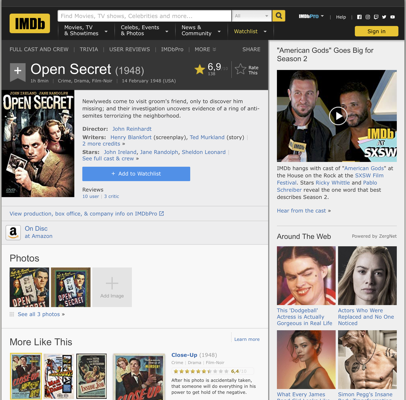 IMDb
Find Movies, TV shows, Celebrities and more...
All
IMDbPro
Help
Movies, TV
& Showtimes
Celebs, Events
& Photos
News &
Community
Watchlist
Sign in
FULL CAST AND CREW | TRIVIA | USER REVIEWS | IMDbPro | MORE
SHARE
Open Secret (1948)
1h 8min | Crime, Drama, Film-Noir | 14 February 1948 (USA)
6,9
Rate
This
OPEN SECRET
Newlyweds come to visit groom's friend, only to discover him
missing; and their investigation uncovers evidence of a ring of anti-
semites terrorizing the neighborhood.
Director: John Reinhardt
Writers: Henry Blankfort (screenplay), Ted Murkland (story) |
2 more credits »
Stars: John Ireland, Jane Randolph, Sheldon Leonard |
See full cast & crew »
+ Add to Watchlist
Reviews
10 user | 3 critic
View production, box office, & company info on IMDbPro
On Disc
at Amazon
Photos
OPEN SECRET
OPEN SECRET
+
Add Image
See all 3 photos »
More Like This
Learn more
Close-Up (1948)
Crime | Drama | Film-Noir
6,4
After his photo is accidentally taken,
that someone will do everything in his
power to get hold of the negative.
"American Gods" Goes Big for
Season 2
IMDb
AT
SXSW
IMDb hangs with cast of "American Gods" at
the House on the Rock at the SXSW Film
Festival. Stars Ricky Whittle and Pablo
Schreiber reveal the one word that best
describes Season 2.
Hear from the cast »
Around The Web
Powered by ZergNet
This 'Dodgeball'
Actress is Actually
Gorgeous in Real Life
Actors Who Were
Replaced and No One
Noticed
What Every James
Simon Pegg's Insane